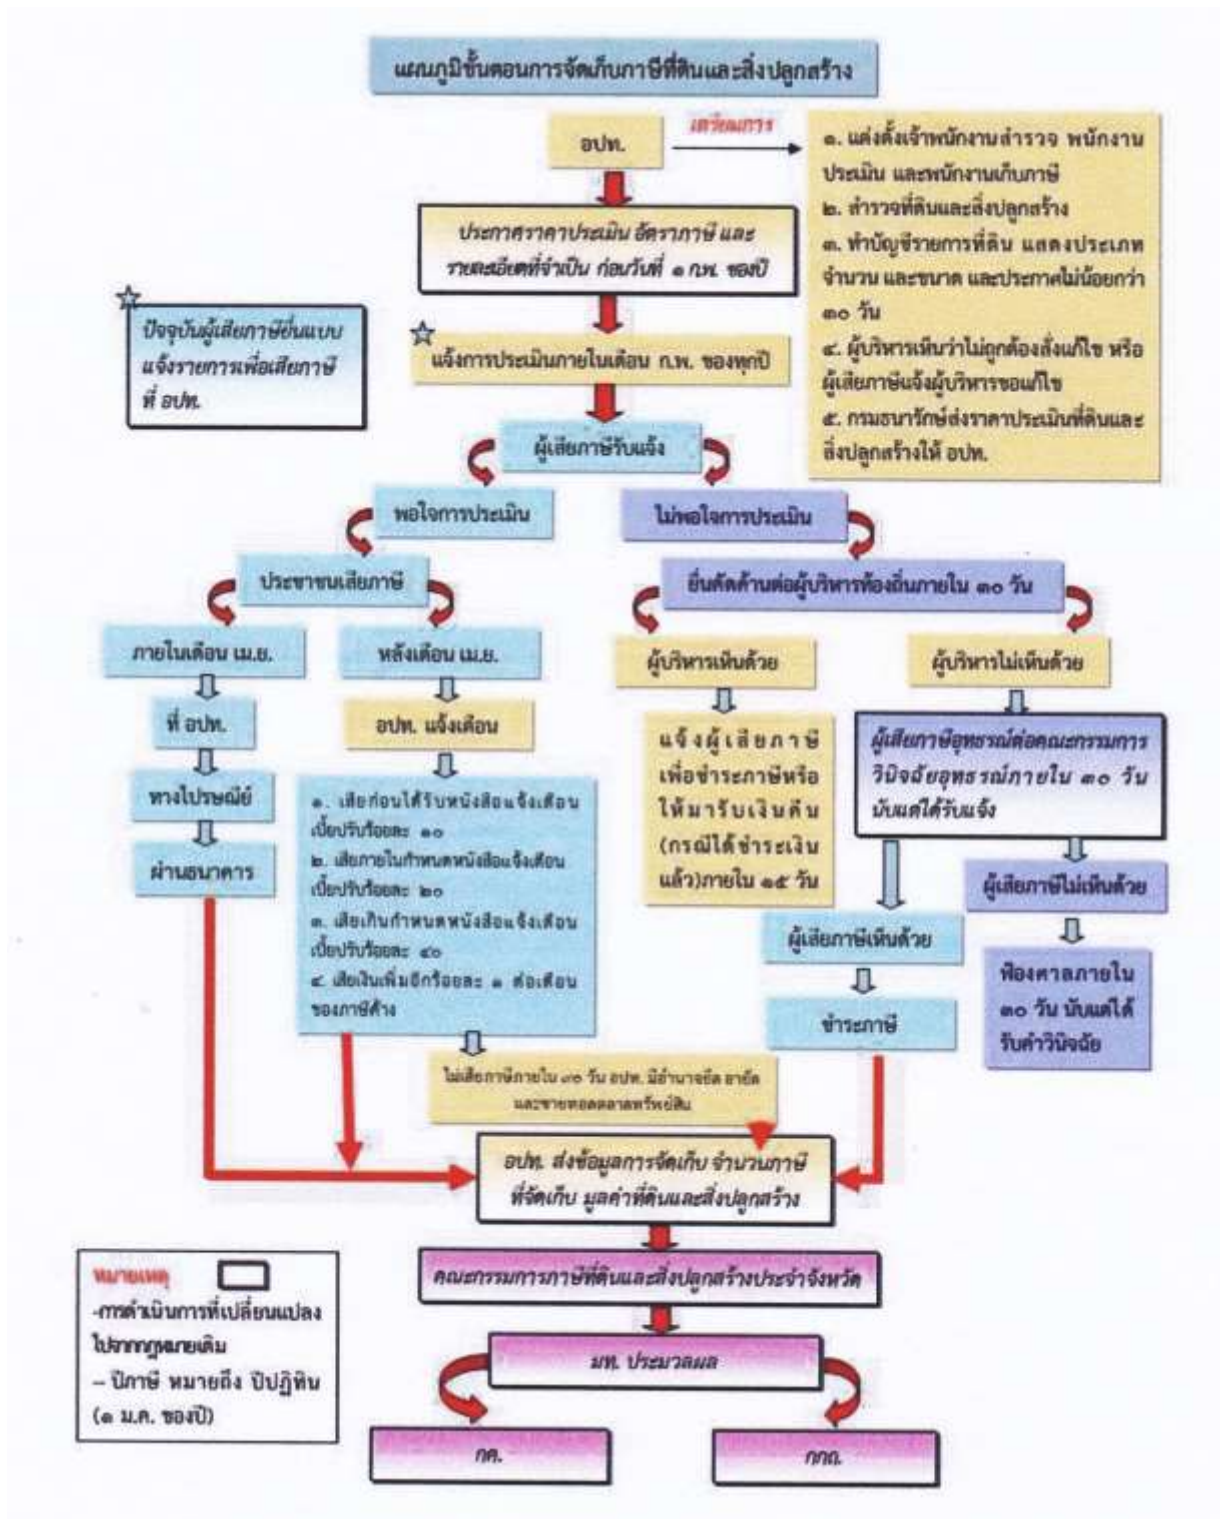 แผนภูมิขั้นตอนการจัดเก็บภาษีที่ดินและสิ่งปลูกสร้าง
อปท.
เตรียมการ
๑. แต่งตั้งเจ้าพนักงานสำรวจ พนักงาน
ประเมิน และพนักงานเก็บภาษี
๒. สำรวจที่ดินและสิ่งปลูกสร้าง
๓. ทำบัญชีรายการที่ดิน แสดงประเภท
จำนวน และขนาด และประกาศไม่น้อยกว่า
๓๐ วัน
๔. ผู้บริหารเห็นว่าไม่ถูกต้องสั่งแก้ไข หรือ
ผู้เสียภาษีแจ้งผู้บริหารขอแก้ไข
๕. กรมธนารักษ์ส่งราคาประเมินที่ดินและ
สิ่งปลูกสร้างให้ อปท.
ประกาศราคาประเมิน อัตราภาษี และ
รายละเอียดที่จำเป็น ก่อนวันที่ ๑ ก.พ. ของปี
ปัจจุบันผู้เสียภาษียื่นแบบ
แจ้งรายการเพื่อเสียภาษี
ที่ อปท.
แจ้งการประเมินภายในเดือน ก.พ. ของทุกปี
ผู้เสียภาษีรับแจ้ง
พอใจการประเมิน
ไม่พอใจการประเมิน
ประชาชนเสียภาษี
ยื่นคัดค้านต่อผู้บริหารท้องถิ่นภายใน ๓๐ วัน
ภายในเดือน เม.ย.
หลังเดือน เม.ย.
ผู้บริหารเห็นด้วย
ผู้บริหารไม่เห็นด้วย
ที่ อปท.
อปท. แจ้งเตือน
ทางไปรษณีย์
ผ่านธนาคาร
๑. เสียก่อนได้รับหนังสือแจ้งเตือน
เบี้ยปรับร้อยละ ๑๐
๒. เสียภายในกำหนดหนังสือแจ้งเตือน
เบี้ยปรับร้อยละ ๒๐
๓. เสียเกินกำหนดหนังสือแจ้งเตือน
เบี้ยปรับร้อยละ ๔๐
๔. เสียเงินเพิ่มอีกร้อยละ ๑ ต่อเดือน
ของภาษีค้าง
แจ้งผู้เสียภาษี
เพื่อชำระภาษีหรือ
ให้มารับเงินคืน
(กรณีได้ชำระเงิน
แล้ว)ภายใน ๑๕ วัน
ผู้เสียภาษีอุทธรณ์ต่อคณะกรรมการ
วินิจฉัยอุทธรณ์ภายใน ๓๐ วัน
นับแต่ได้รับแจ้ง
ผู้เสียภาษีไม่เห็นด้วย
ผู้เสียภาษีเห็นด้วย
ฟ้องศาลภายใน
๓๐ วัน นับแต่ได้
รับคำวินิจฉัย
ชำระภาษี
ไม่เสียภาษีภายใน ๙๐ วัน อปท. มีอำนาจยึด อายัด
และขายทอดตลาดทรัพย์สิน
อปท. ส่งข้อมูลการจัดเก็บ จำนวนภาษี
ที่จัดเก็บ มูลค่าที่ดินและสิ่งปลูกสร้าง
คณะกรรมการภาษีที่ดินและสิ่งปลูกสร้างประจำจังหวัด
มท. ประมวลผล
กค.
กกถ.
หมายเหตุ
-การดำเนินการที่เปลี่ยนแปลง
ไปจากกฎหมายเดิม
– ปีภาษี หมายถึง ปีปฏิทิน
(๑ ม.ค. ของปี)